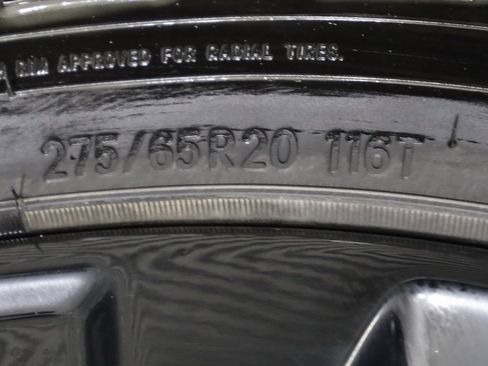 RIM APPROVED FOR RADIAL TIRES.
275/65R20 116T